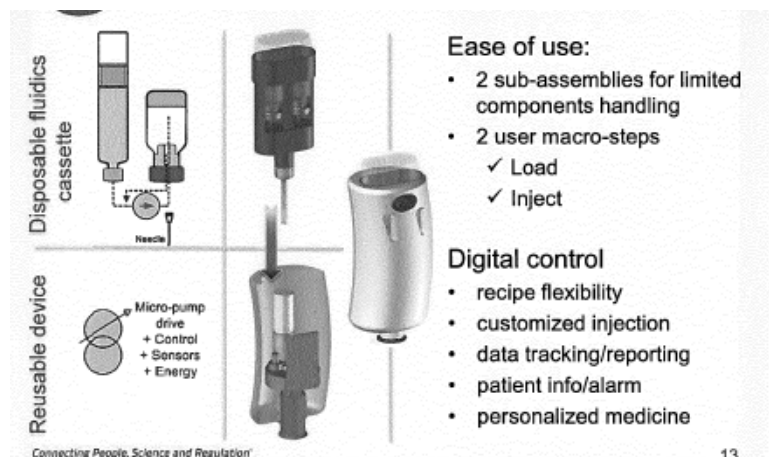 Disposable fluidics
cassette
Needle
Reusable device
Micro-pump
drive
+ Control
+ Sensors
+ Energy
Ease of use:
• 2 sub-assemblies for limited
components handling
• 2 user macro-steps
✓ Load
✓ Inject
Digital control
• recipe flexibility
• customized injection
• data tracking/reporting
• patient info/alarm
• personalized medicine
Connecting People, Science and Regulation®
13